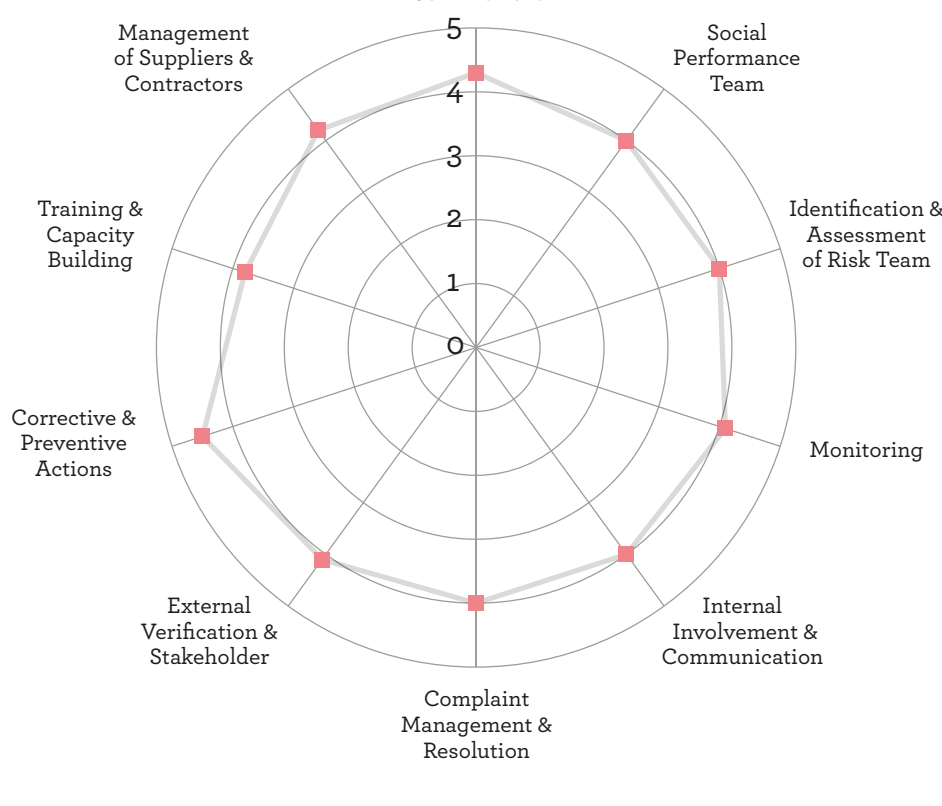 5
4
3
2
1
0
Social
Performance
Team
Identification &
Assessment
of Risk Team
Monitoring
Internal
Involvement &
Communication
Complaint
Management &
Resolution
External
Verification &
Stakeholder
Corrective &
Preventive
Actions
Training &
Capacity
Building
Management
of Suppliers &
Contractors